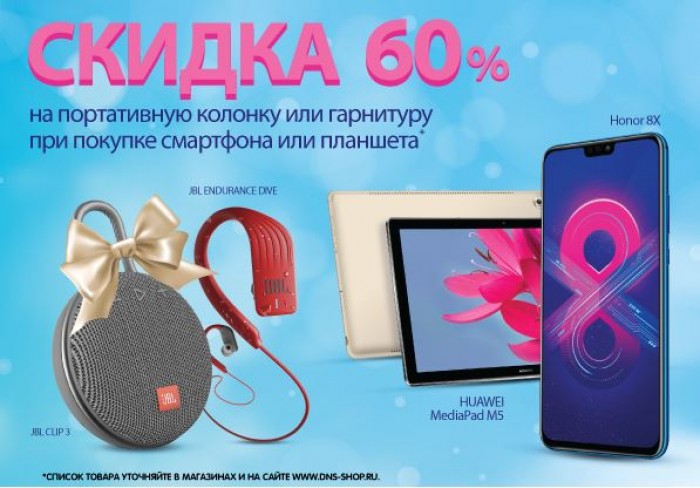 СКИДКА 60%
на портативную колонку или гарнитуру
при покупке смартфона или планшета*
Honor 8X
JBL ENDURANCE DIVE
JBL
JBL
HUAWEI
MediaPad M5
JBL CLIP 3
*СПИСОК ТОВАРА УТОЧНЯЙТЕ В МАГАЗИНАХ И НА САЙТЕ WWW.DNS-SHOP.RU.